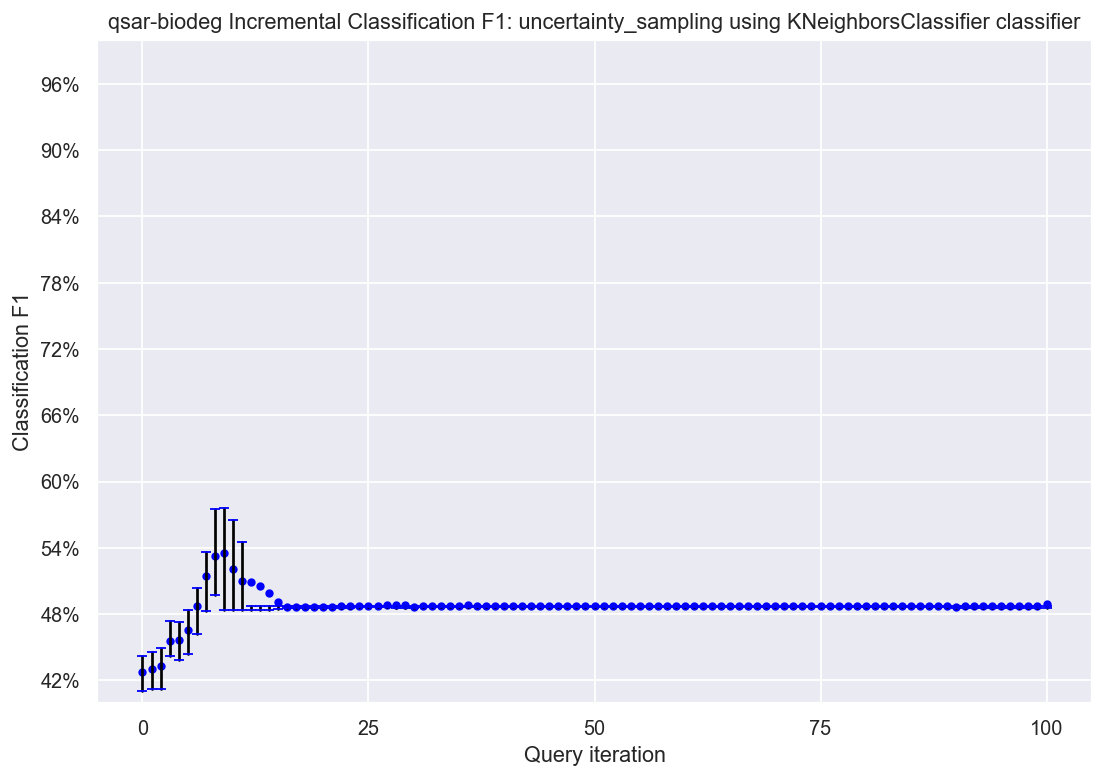 qsar-biodeg Incremental Classification F1: uncertainty_sampling using KNeighborsClassifier classifier
96%
90%
84%
78%
72%
66%
60%
54%
48%
42%
Classification F1
0 25 50 75 100
Query iteration